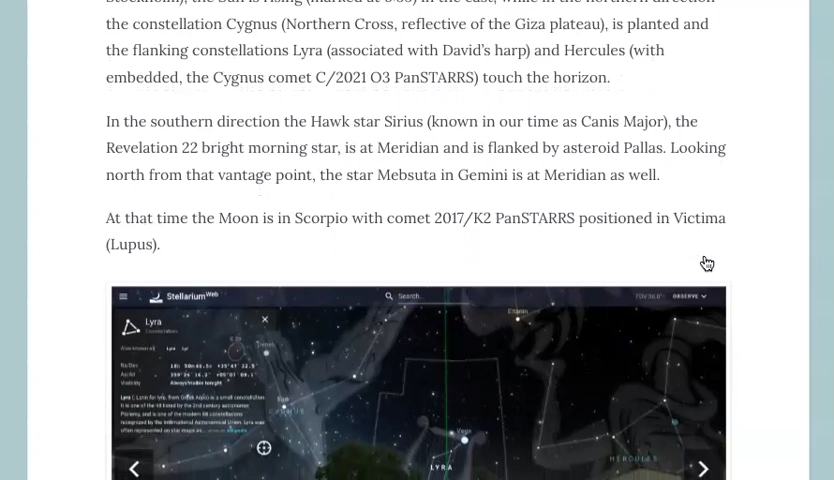 the constellation Cygnus (Northern Cross, reflective of the Giza plateau), is planted and
the flanking constellations Lyra (associated with David's harp) and Hercules (with
embedded, the Cygnus comet C/2021 O3 PanSTARRS) touch the horizon.
In the southern direction the Hawk star Sirius (known in our time as Canis Major), the
Revelation 22 bright morning star, is at Meridian and is flanked by asteroid Pallas. Looking
north from that vantage point, the star Mebsuta in Gemini is at Meridian as well.
At that time the Moon is in Scorpio with comet 2017/K2 PanSTARRS positioned in Victima
(Lupus).
StellariumWeb
Search...
OBSERVE
Lyra
Vega
LYRA
HERCULES